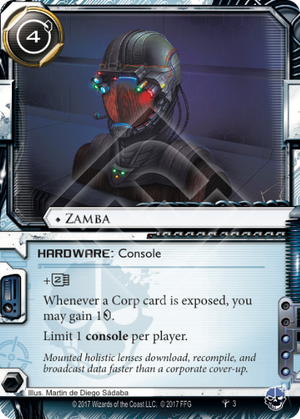 4
◆ ZAMBA
HARDWARE: Console
+2
Whenever a Corp card is exposed, you
may gain 1.
Limit 1 console per player.
Mounted holistic lenses download, recompile, and
broadcast data faster than a corporate cover-up.
Illus. Martin de Diego Sádaba
© 2017 Wizards of the Coast LLC. © 2017 FFG 3